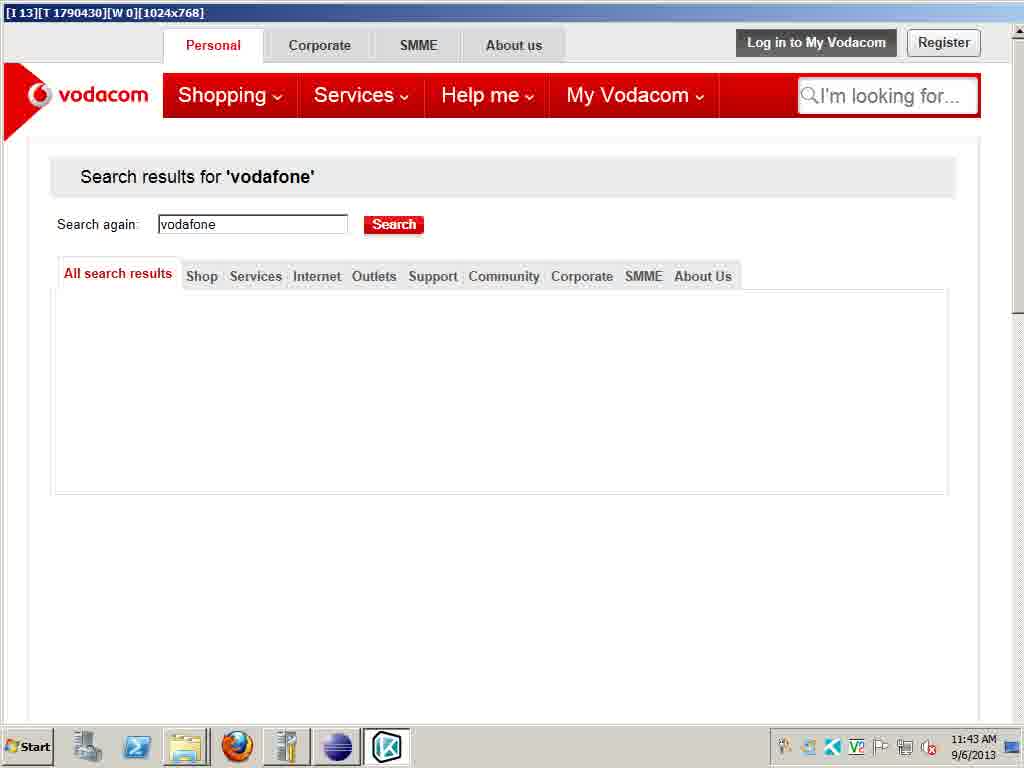 [I 13][T 1790430][W 0][1024x768]
Personal Corporate SMME About us Log in to My Vodacom Register
vodacom Shopping Services Help me My Vodacom I'm looking for...
Search results for 'vodafone'
Search again: vodafone Search
All search results Shop Services Internet Outlets Support Community Corporate SMME About Us
Start 11:43 AM
9/6/2013